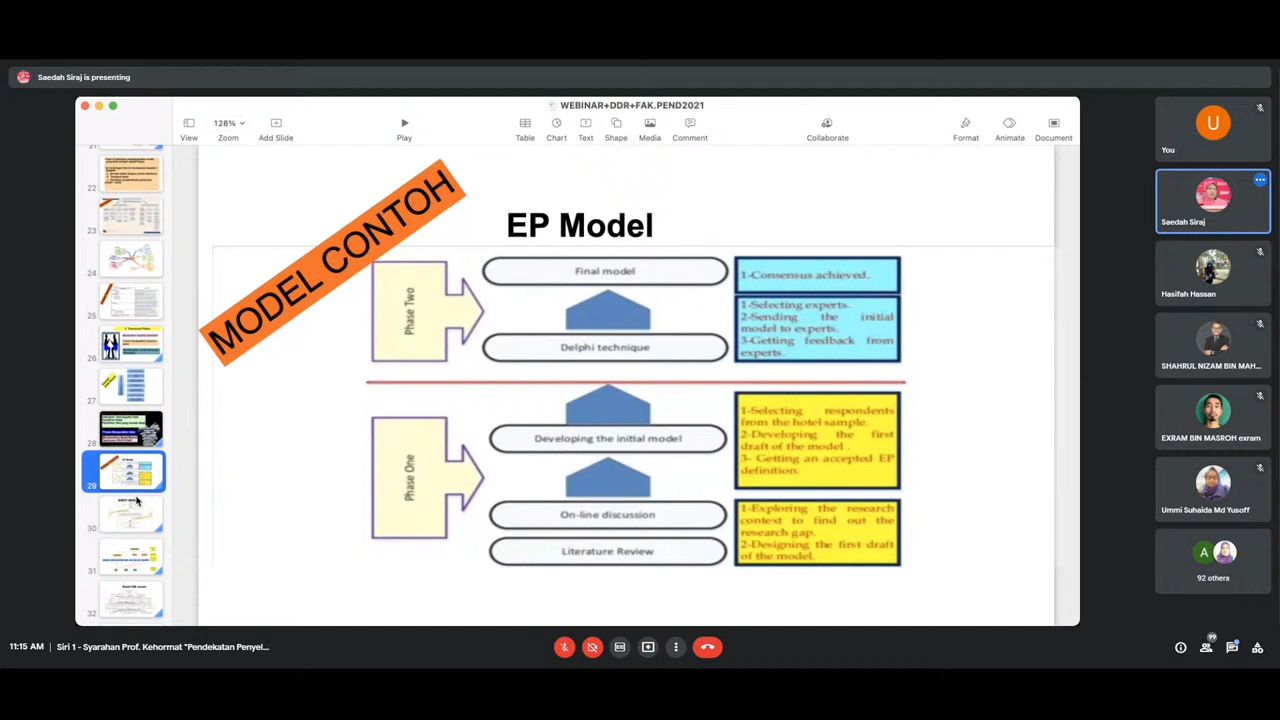 Saedah Siraj is presenting
WEBINAR+DDR+FAK.PEND2021
128%
View
Zoom
Add Slide
Play
Table
Chart
Text
Shape
Media
Comment
Collaborate
Format
Animate
Document
22
23
24
25
26
27
28
29
30
31
32
MODEL CONTOH
EP Model
Phase Two
Final model
Delphi technique
1-Consensus achieved.
1-Selecting experts.
2-Sending the initial
model to experts.
3-Getting feedback from
experts.
Phase One
Developing the initial model
On-line discussion
Literature Review
1-Selecting respondents
from the hotel sample.
2-Developing the first
draft of the model .
3- Getting an accepted EP
definition.
1-Exploring the research
context to find out the
research gap.
2-Designing the first draft
of the model.
U
You
Saedah Siraj
Hasifah Hassan
SHAHRUL NIZAM BIN MAH...
EXRAM BIN MASROH exram
Ummi Suhaida Md Yusoff
A
92 others
11:15 AM | Siri 1 - Syarahan Prof. Kehormat "Pendekatan Penyel...
99